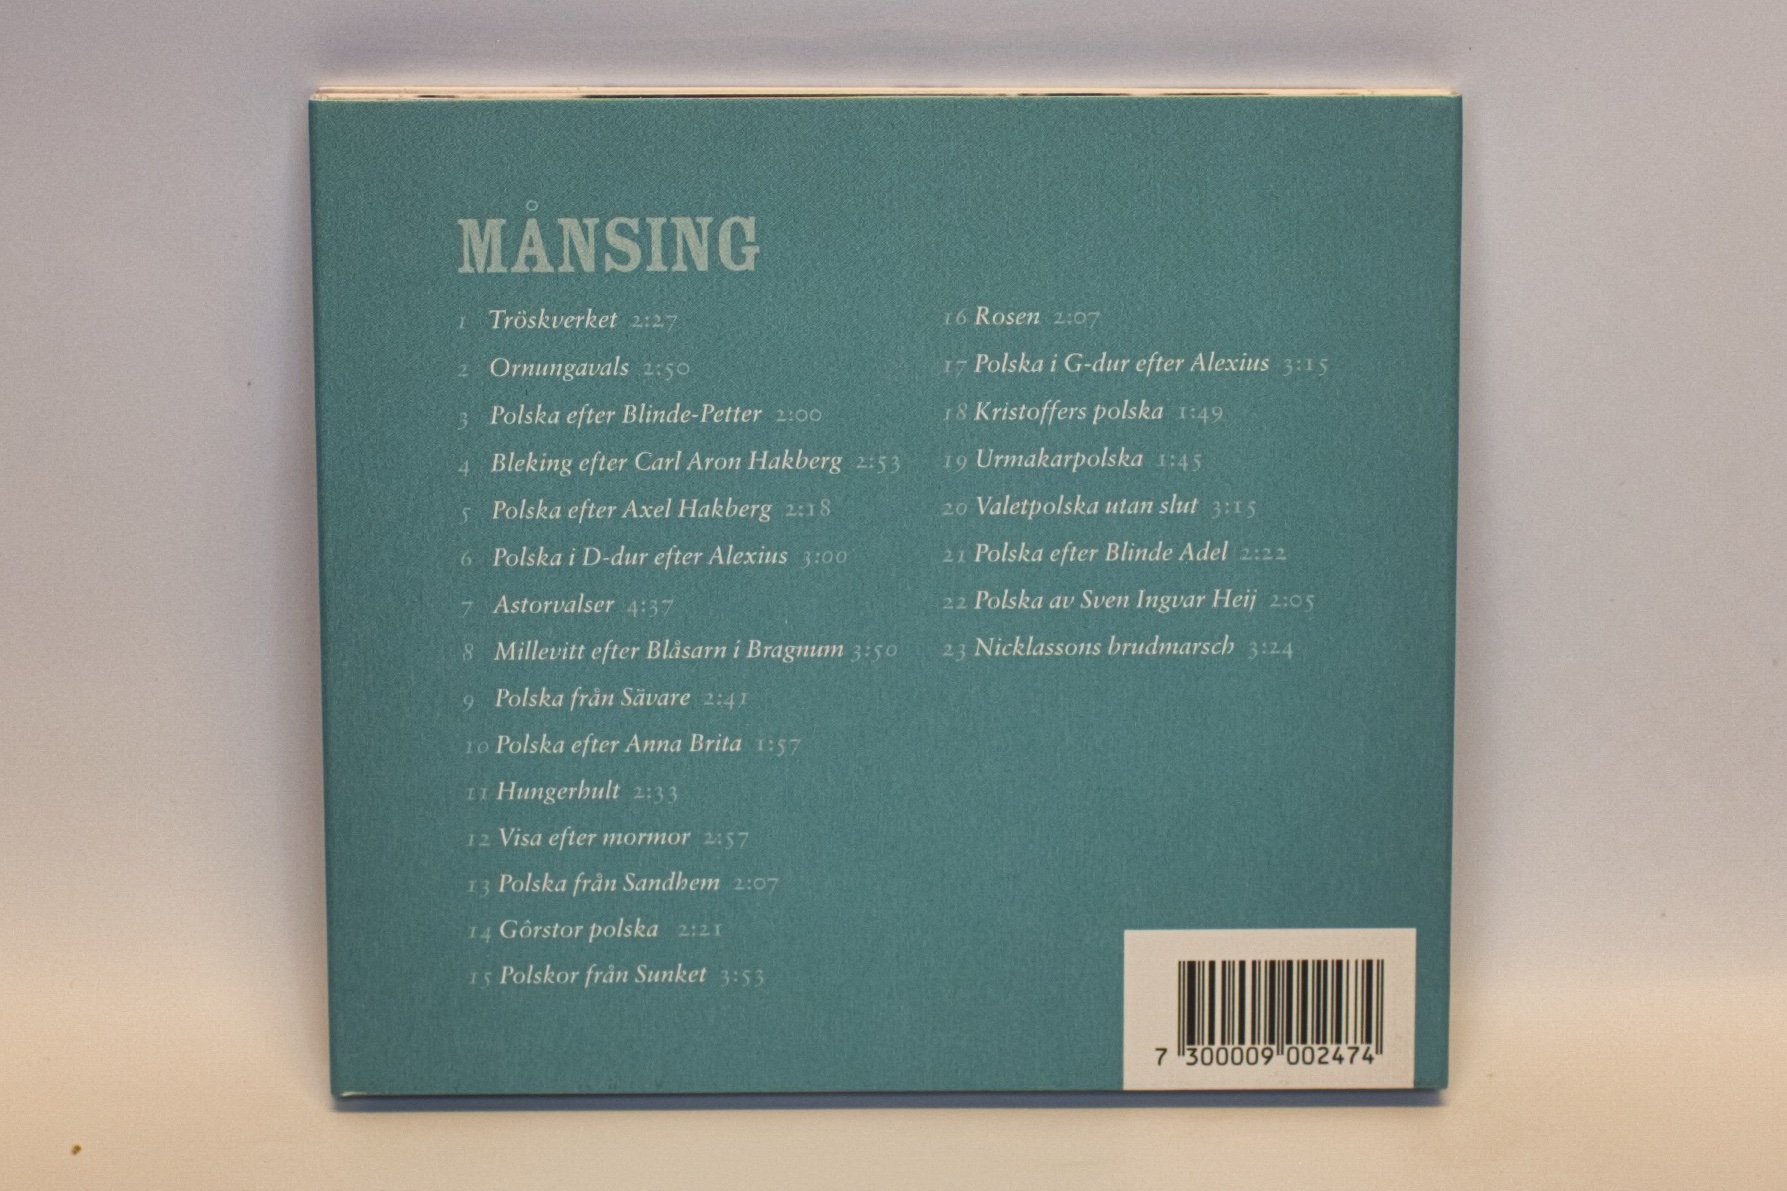 MÅNSING
1 Tröskverket 2:27
2 Ornungavals 2:50
3 Polska efter Blinde-Petter 2:00
4 Bleking efter Carl Aron Hakberg 2:53
5 Polska efter Axel Hakberg 2:18
6 Polska i D-dur efter Alexius 3:00
7 Astorvalser 4:37
8 Millevitt efter Blåsarn i Bragnum 3:50
9 Polska från Sävare 2:41
10 Polska efter Anna Brita 1:57
11 Hungerhult 2:33
12 Visa efter mormor 2:57
13 Polska från Sandhem 2:07
14 Gôrstor polska 2:21
15 Polskor från Sunket 3:53
16 Rosen 2:07
17 Polska i G-dur efter Alexius 3:15
18 Kristoffers polska 1:49
19 Urmakarpolska 1:45
20 Valetpolska utan slut 3:15
21 Polska efter Blinde Adel 2:22
22 Polska av Sven Ingvar Heij 2:05
23 Nicklassons brudmarsch 3:24
7 300009 002474